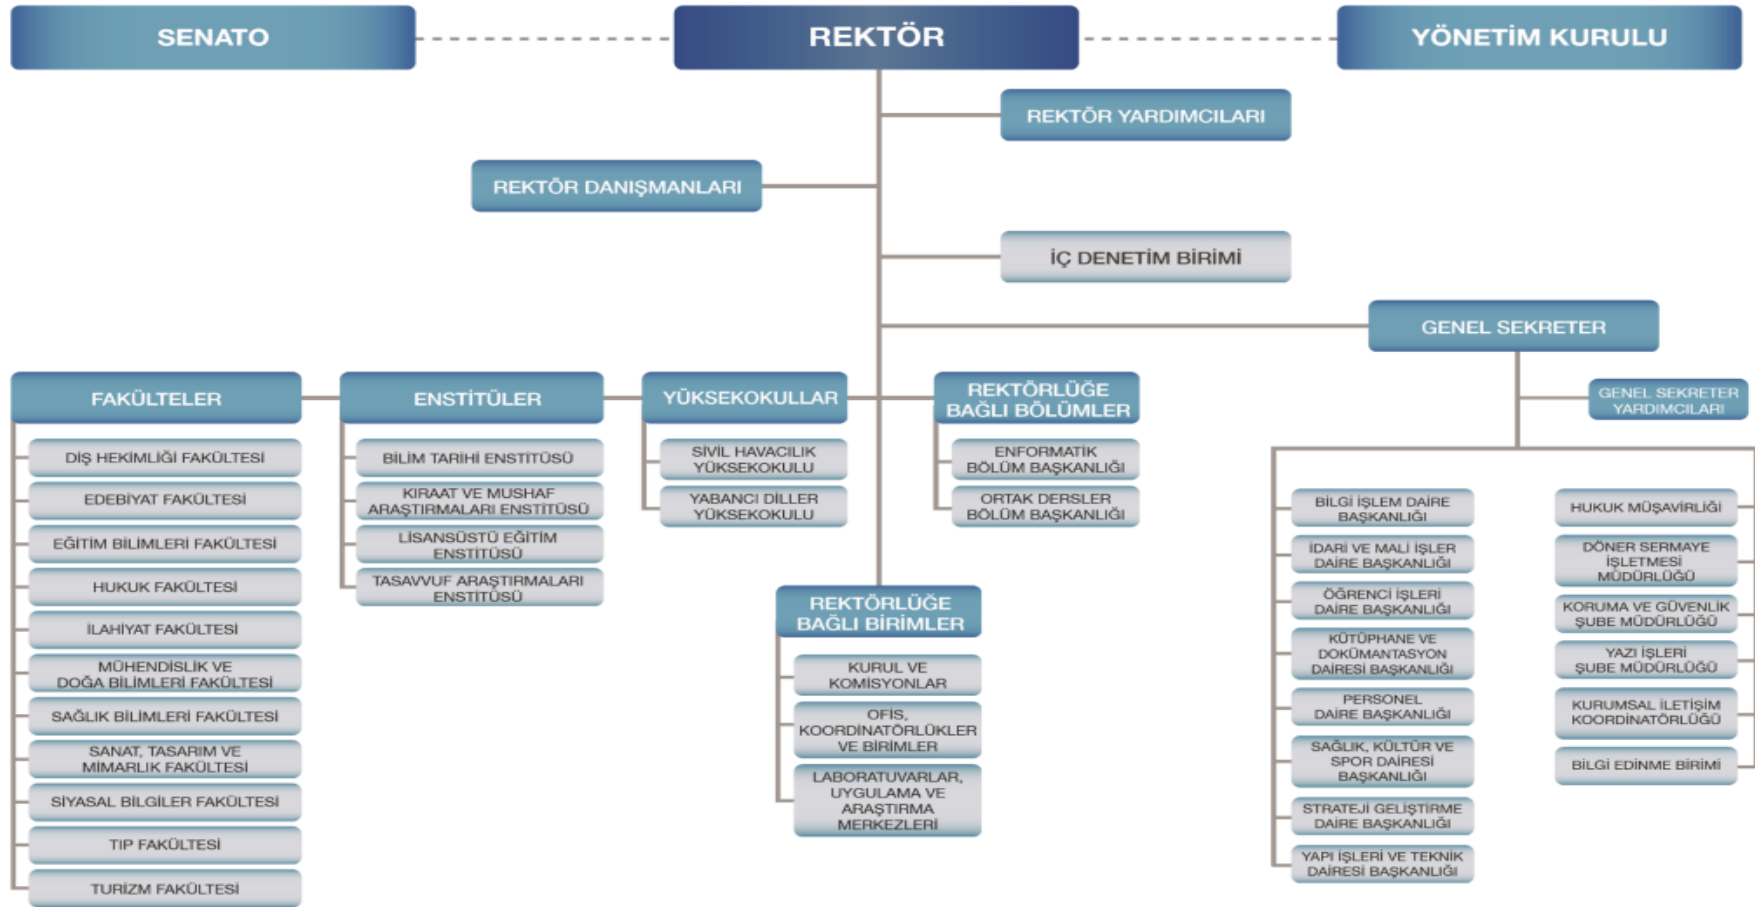 SENATO
REKTÖR
YÖNETİM KURULU
REKTÖR YARDIMCILARI
REKTÖR DANIŞMANLARI
İÇ DENETİM BİRİMİ
GENEL SEKRETER
GENEL SEKRETER
YARDIMCILARI
FAKÜLTELER
DİŞ HEKİMLİĞİ FAKÜLTESİ
EDEBİYAT FAKÜLTESİ
EĞİTİM BİLİMLERİ FAKÜLTESİ
HUKUK FAKÜLTESİ
İLAHİYAT FAKÜLTESİ
MÜHENDİSLİK VE
DOĞA BİLİMLERİ FAKÜLTESİ
SAĞLIK BİLİMLERİ FAKÜLTESİ
SANAT, TASARIM VE
MİMARLIK FAKÜLTESİ
SİYASAL BİLGİLER FAKÜLTESİ
TIP FAKÜLTESİ
TURİZM FAKÜLTESİ
ENSTİTÜLER
BİLİM TARİHİ ENSTİTÜSÜ
KIRAAT VE MUSHAF
ARAŞTIRMALARI ENSTİTÜSÜ
LİSANSÜSTÜ EĞİTİM
ENSTİTÜSÜ
TASAVVUF ARAŞTIRMALARI
ENSTİTÜSÜ
YÜKSEKOKULLAR
SİVİL HAVACILIK
YÜKSEKOKULU
YABANCI DİLLER
YÜKSEKOKULU
REKTÖRLÜĞE
BAĞLI BÖLÜMLER
ENFORMATİK
BÖLÜM BAŞKANLIĞI
ORTAK DERSLER
BÖLÜM BAŞKANLIĞI
REKTÖRLÜĞE
BAĞLI BİRİMLER
KURUL VE
KOMİSYONLAR
OFİS,
KOORDİNATÖRLÜKLER
VE BİRİMLER
LABORATUVARLAR,
UYGULAMA VE
ARAŞTIRMA
MERKEZLERİ
BİLGİ İŞLEM DAİRE
BAŞKANLIĞI
İDARİ VE MALİ İŞLER
DAİRE BAŞKANLIĞI
ÖĞRENCİ İŞLERİ
DAİRE BAŞKANLIĞI
KÜTÜPHANE VE
DOKÜMANTASYON
DAİRESİ BAŞKANLIĞI
PERSONEL
DAİRE BAŞKANLIĞI
SAĞLIK, KÜLTÜR VE
SPOR DAİRESİ
BAŞKANLIĞI
STRATEJİ GELİŞTİRME
DAİRE BAŞKANLIĞI
YAPI İŞLERİ VE TEKNİK
DAİRESİ BAŞKANLIĞI
HUKUK MÜŞAVİRLİĞİ
DÖNER SERMAYE
İŞLETMESİ
MÜDÜRLÜĞÜ
KORUMA VE GÜVENLİK
ŞUBE MÜDÜRLÜĞÜ
YAZI İŞLERİ
ŞUBE MÜDÜRLÜĞÜ
KURUMSAL İLETİŞİM
KOORDİNATÖRLÜĞÜ
BİLGİ EDİNME BİRİMİ